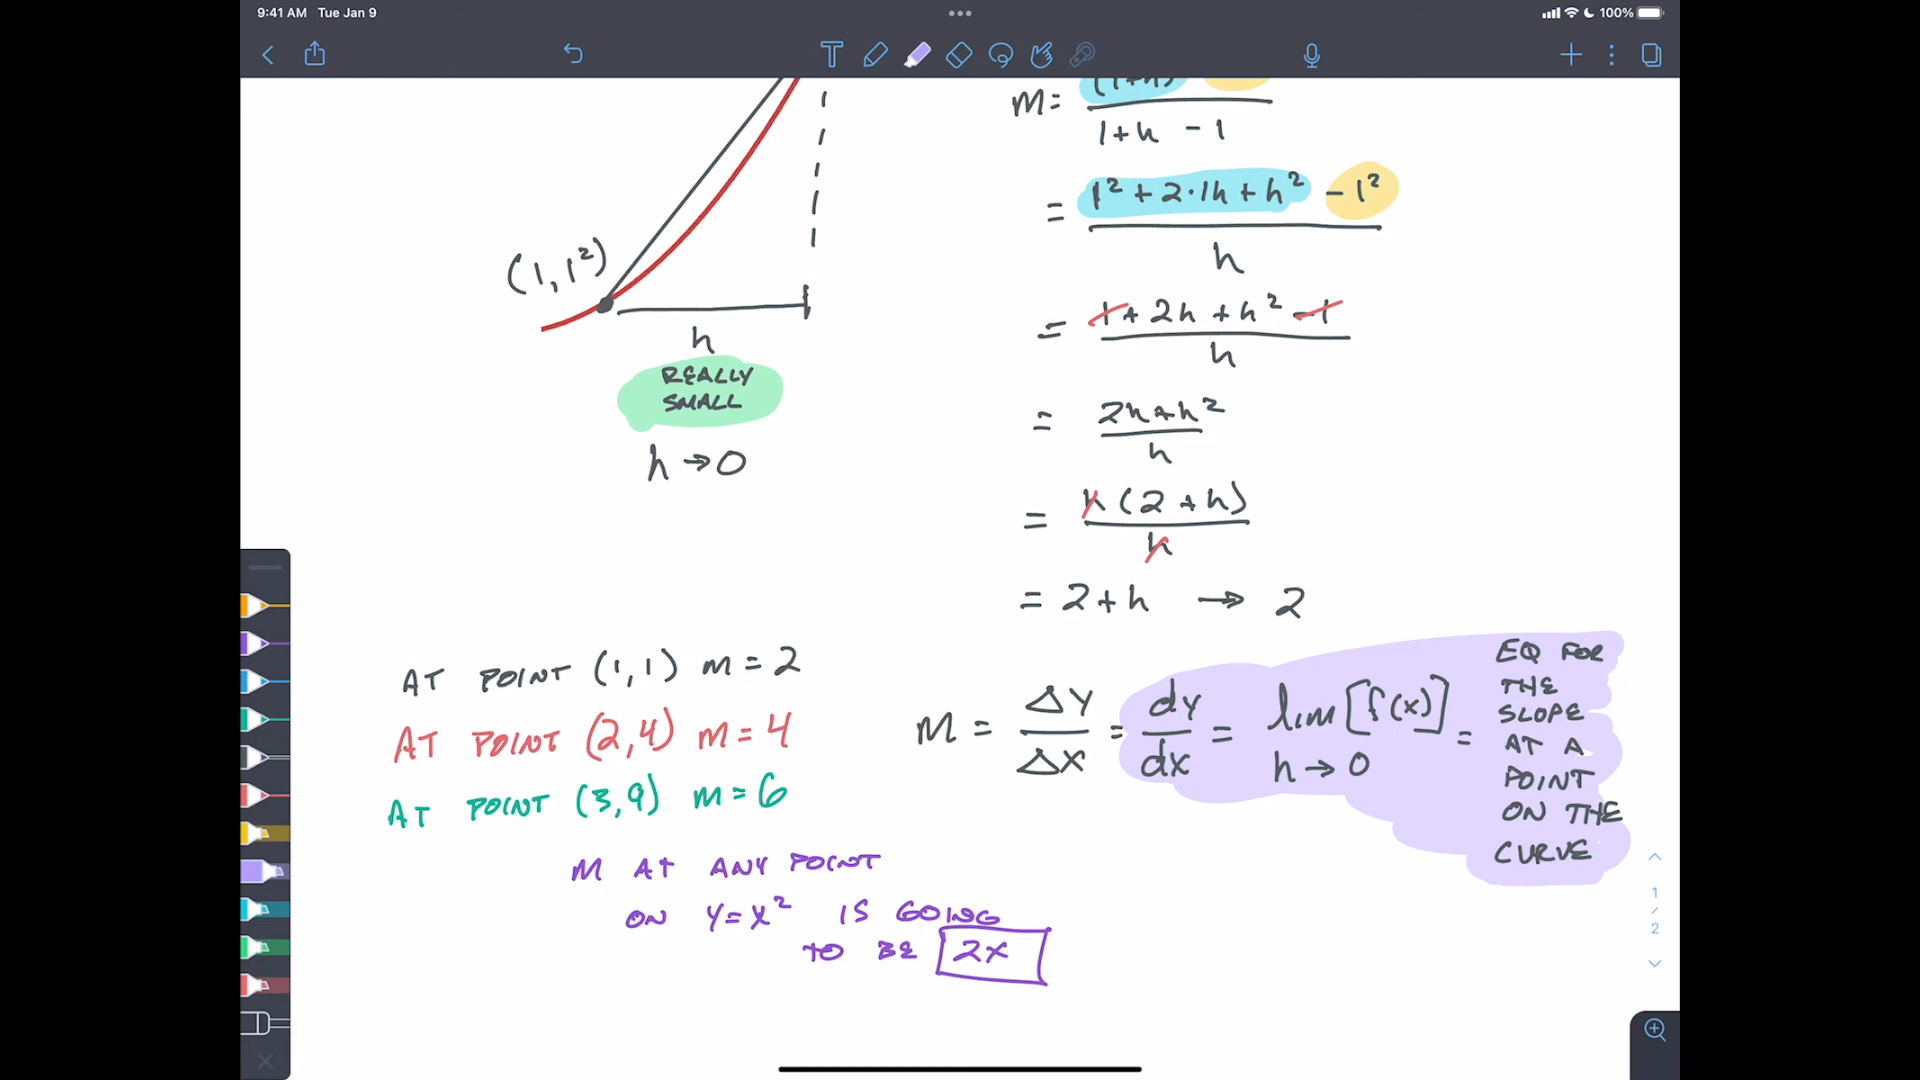 9:41 AM Tue Jan 9
100%
m =
1+h - 1
(1, 1²)
h
REALLY
SMALL
h → 0
= 1² + 2·1h + h² - 1²
h
= 1 + 2h + h² - 1
h
= 2h + h²
h
= h (2 + h)
h
= 2 + h → 2
AT POINT (1,1) m = 2
AT POINT (2,4) m = 4
AT POINT (3,9) m = 6
M AT ANY POINT
ON Y = X² IS GOING
TO BE 2X
M = ΔY / ΔX = dy / dx = lim [f(x)] =
h → 0
EQ FOR
THE
SLOPE
AT A
POINT
ON THE
CURVE
1
/
2